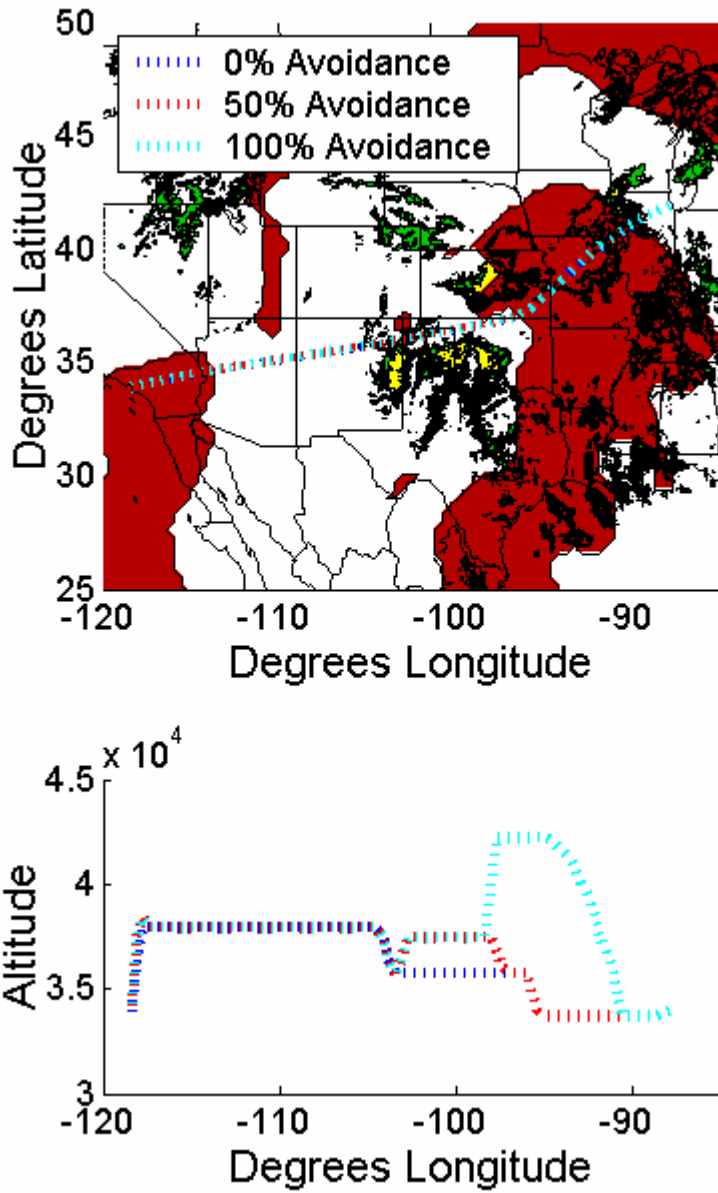 50
45
40
35
30
25
Degrees Latitude
0% Avoidance
50% Avoidance
100% Avoidance
-120 -110 -100 -90
Degrees Longitude
x 10^4
4.5
4
3.5
3
Altitude
-120 -110 -100 -90
Degrees Longitude